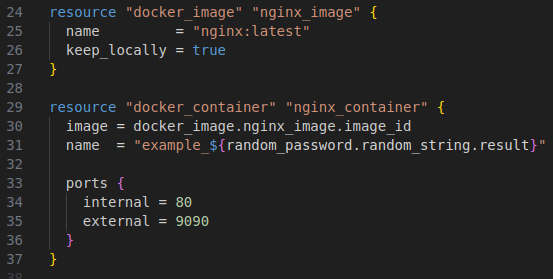 24 resource "docker_image" "nginx_image" {
25   name         = "nginx:latest"
26   keep_locally = true
27 }
28
29 resource "docker_container" "nginx_container" {
30   image = docker_image.nginx_image.image_id
31   name  = "example_${random_password.random_string.result}"
32
33   ports {
34     internal = 80
35     external = 9090
36   }
37 }
38